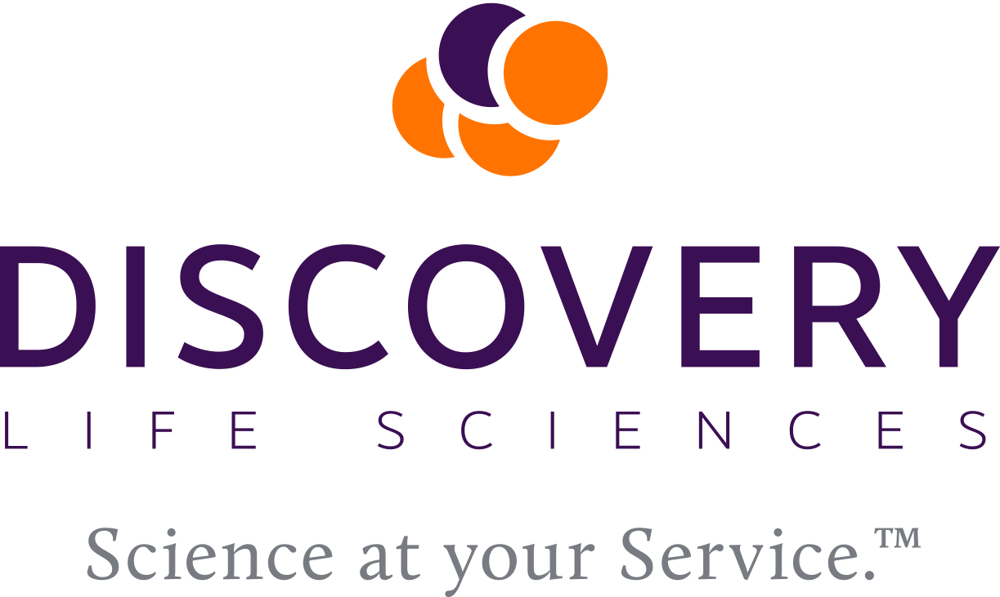 DISCOVERY
LIFE SCIENCES
Science at your Service.™